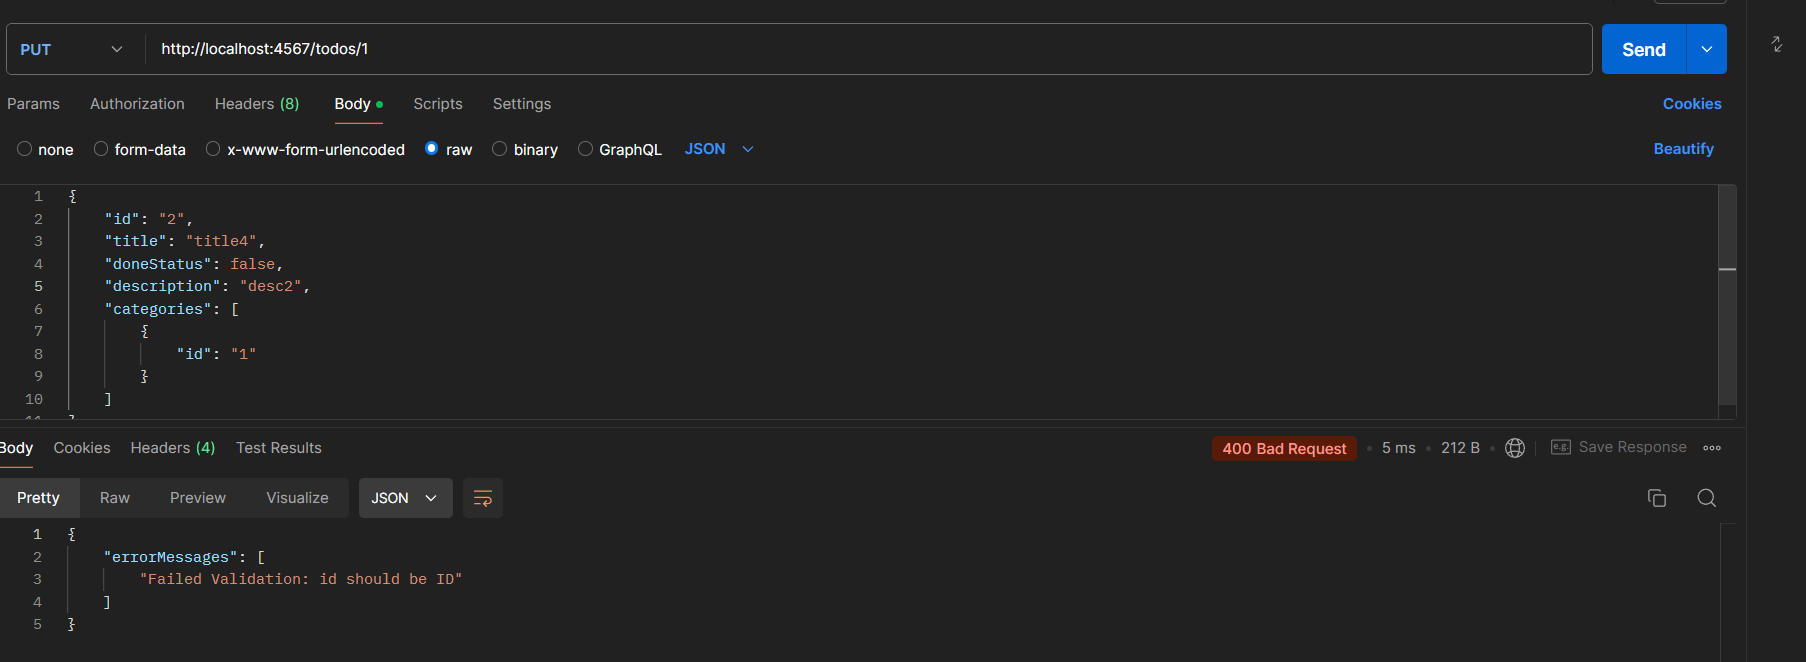 PUT http://localhost:4567/todos/1 Send
Params Authorization Headers (8) Body Scripts Settings Cookies
none form-data x-www-form-urlencoded raw binary GraphQL JSON Beautify
1 {
2 "id": "2",
3 "title": "title4",
4 "doneStatus": false,
5 "description": "desc2",
6 "categories": [
7 {
8 "id": "1"
9 }
10 ]
Body Cookies Headers (4) Test Results 400 Bad Request • 5 ms • 212 B • e.g. Save Response
Pretty Raw Preview Visualize JSON
1 {
2 "errorMessages": [
3 "Failed Validation: id should be ID"
4 ]
5 }